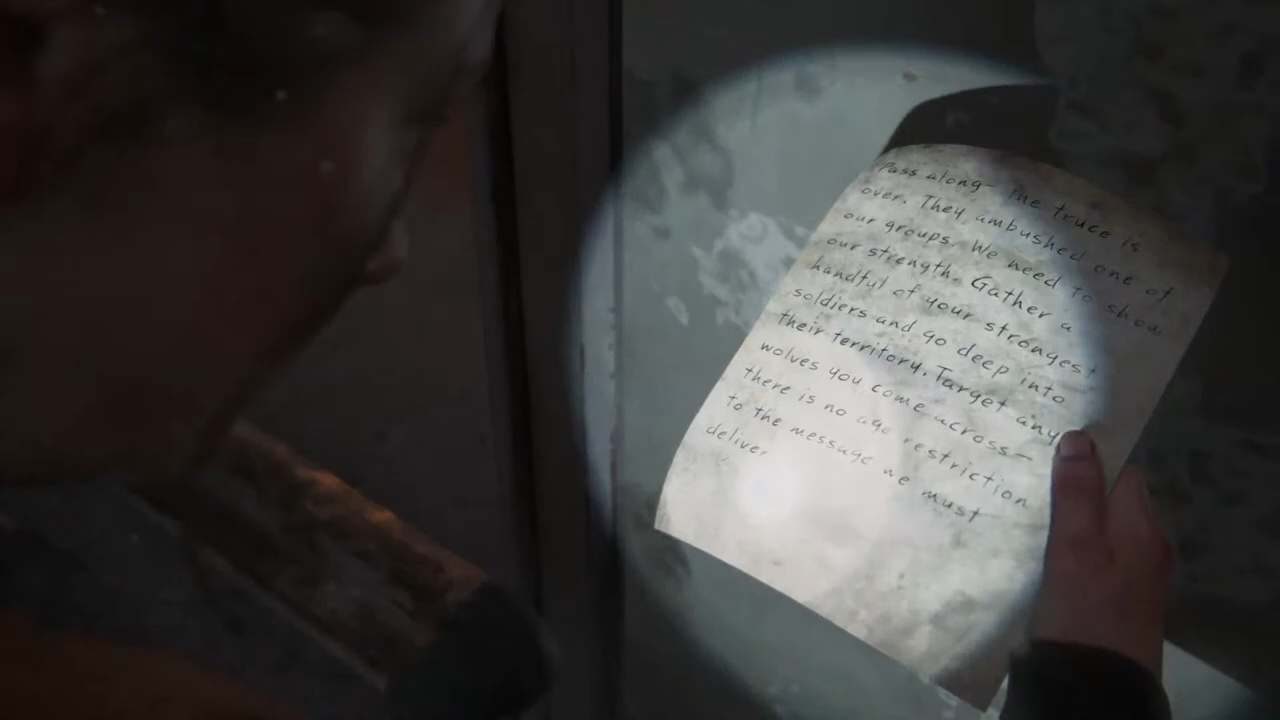 Pass along- the truce is
over. They ambushed one of
our groups. We need to show
our strength. Gather a
handful of your strongest
soldiers and go deep into
their territory. Target any
wolves you come across-
there is no age restriction
to the message we must
deliver